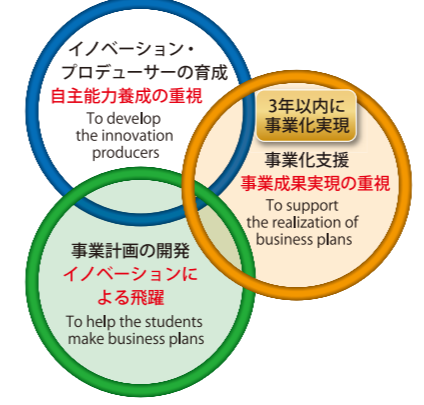 イノベーション・
プロデューサーの育成
自主能力養成の重視
To develop
the innovation
producers
3年以内に
事業化実現
事業化支援
事業成果実現の重視
To support
the realization of
business plans
事業計画の開発
イノベーションに
よる飛躍
To help the students
make business plans